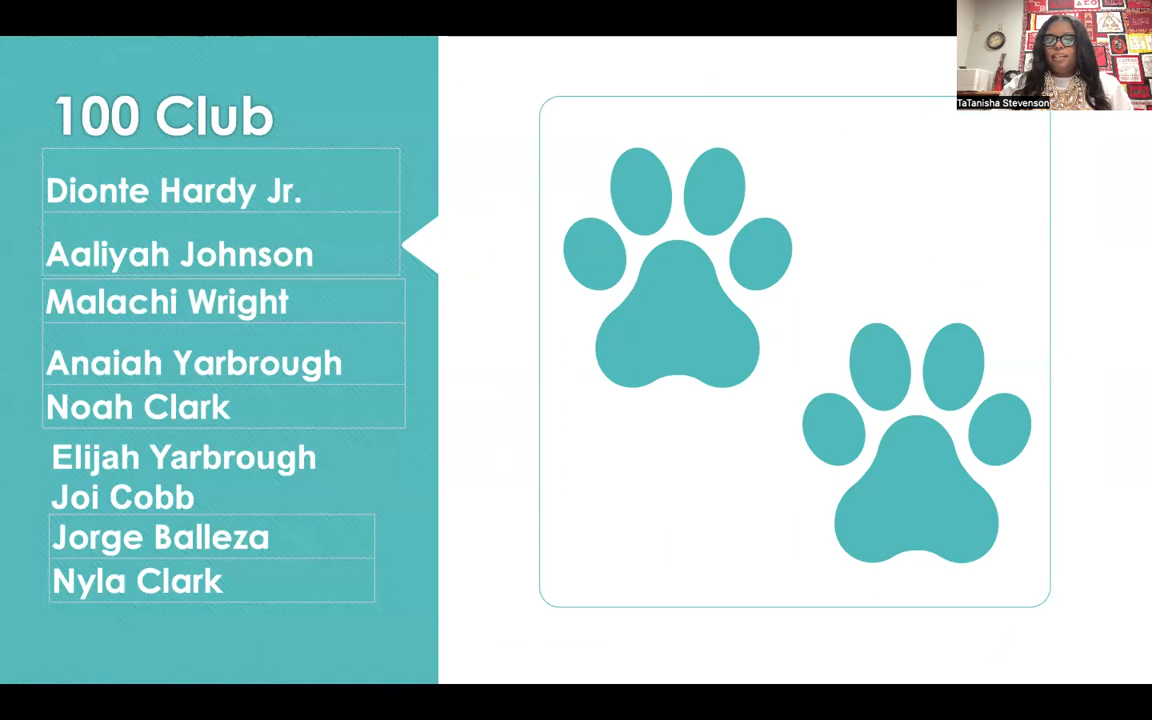 100 Club
Dionte Hardy Jr.
Aaliyah Johnson
Malachi Wright
Anaiah Yarbrough
Noah Clark
Elijah Yarbrough
Joi Cobb
Jorge Balleza
Nyla Clark
TaTanisha Stevenson